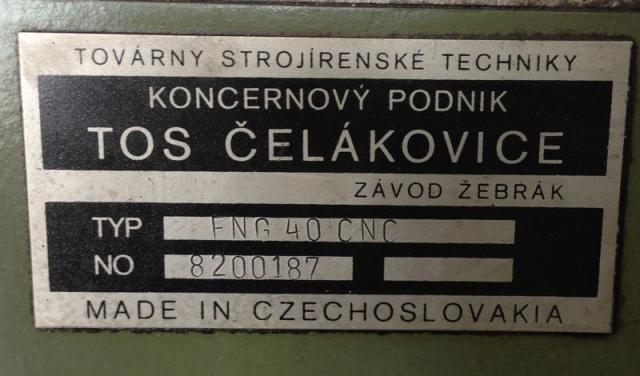 TOVÁRNY STROJÍRENSKÉ TECHNIKY
KONCERNOVÝ PODNIK
TOS ČELÁKOVICE
ZÁVOD ŽEBRÁK
TYP FNG 40 CNC
NO 8200187
MADE IN CZECHOSLOVAKIA